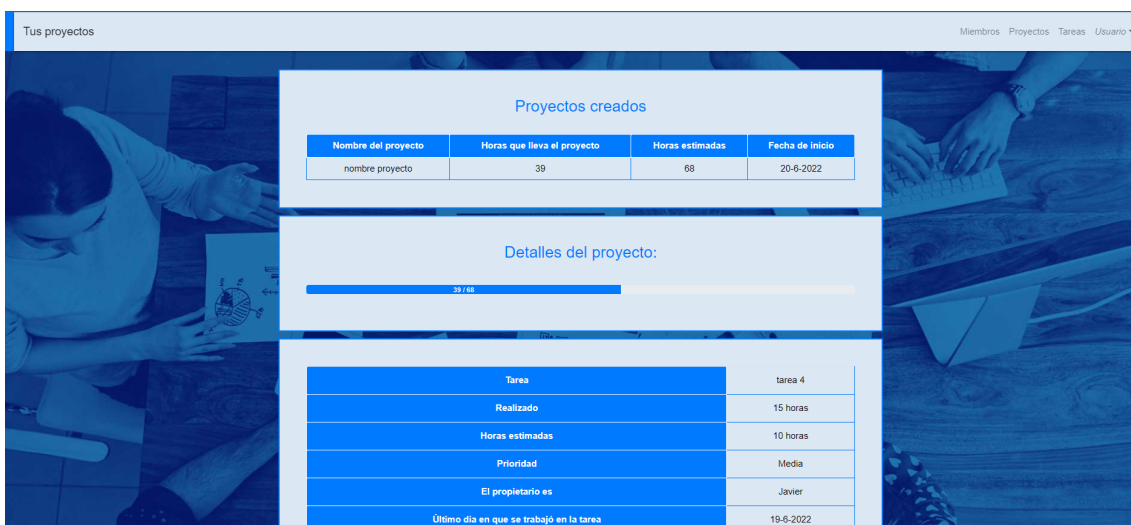 Tus proyectos
Miembros Proyectos Tareas Usuario
Proyectos creados
Nombre del proyecto Horas que lleva el proyecto Horas estimadas Fecha de inicio
nombre proyecto 39 68 20-6-2022
Detalles del proyecto:
39 / 68
Tarea tarea 4
Realizado 15 horas
Horas estimadas 10 horas
Prioridad Media
El propietario es Javier
Último día en que se trabajó en la tarea 19-6-2022